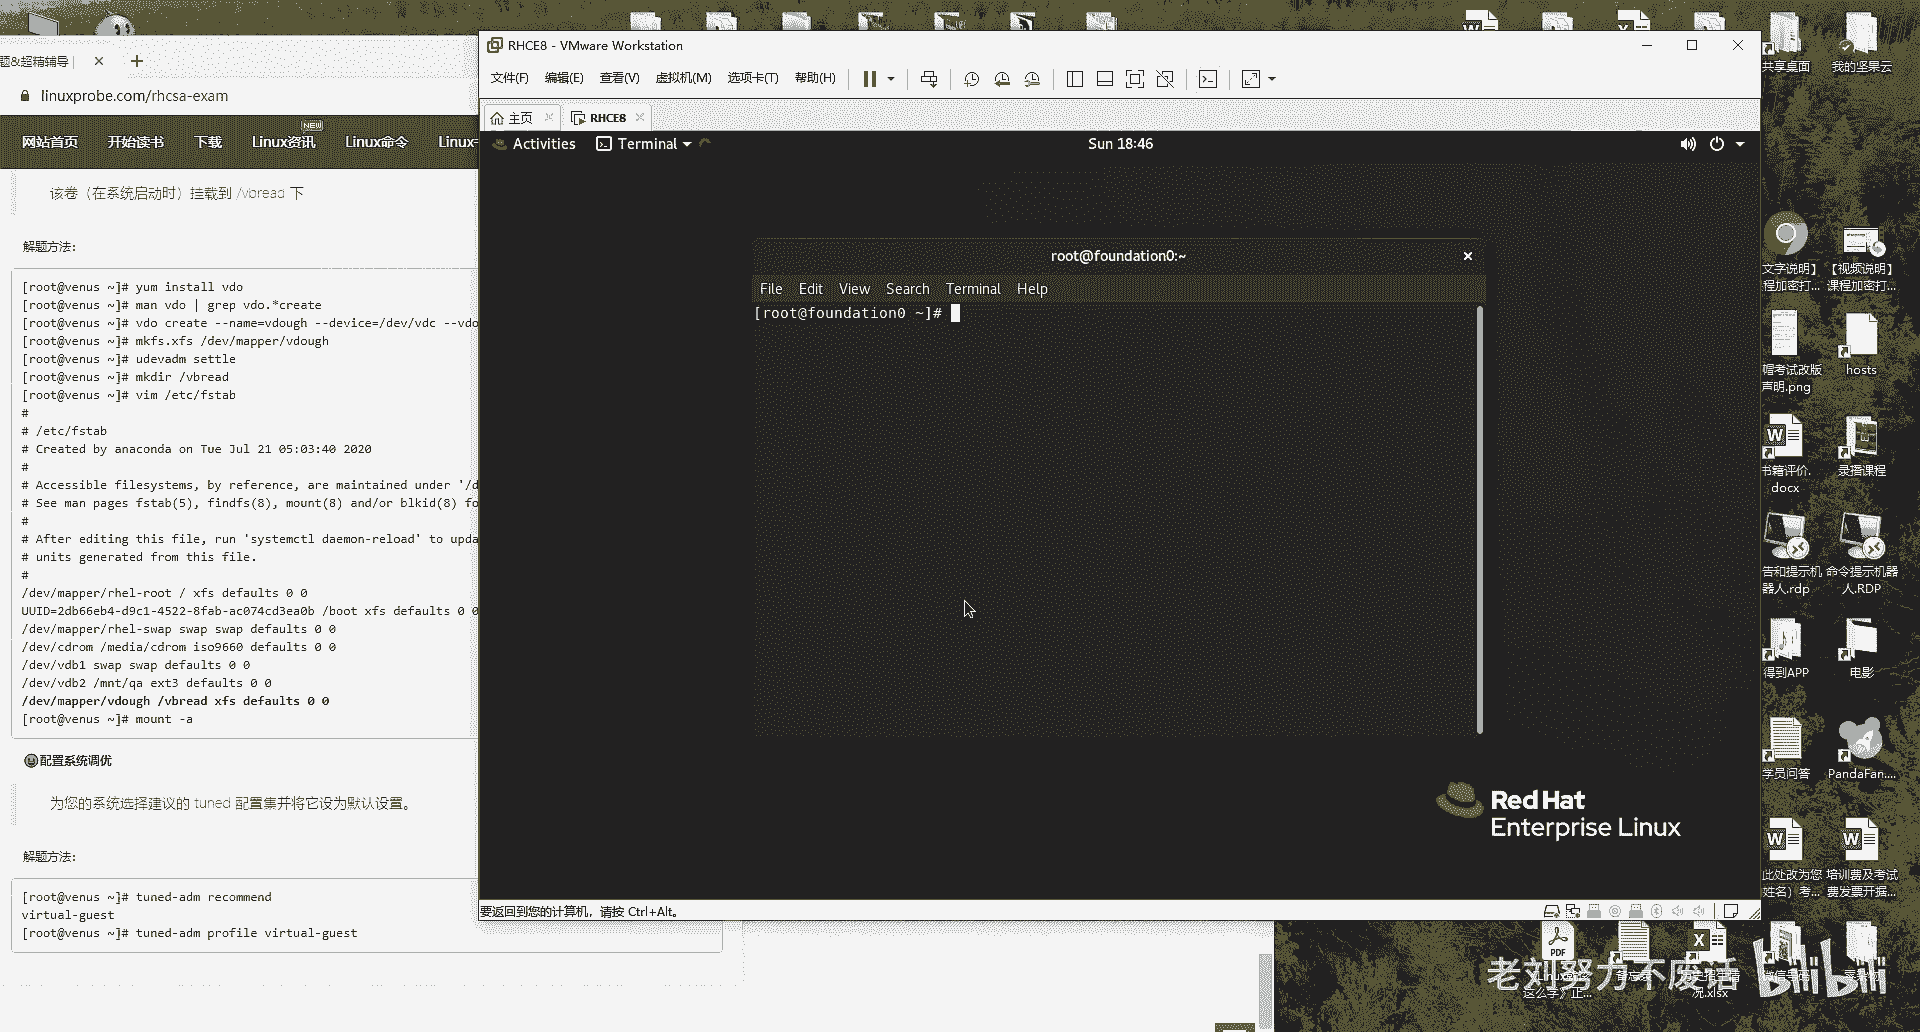 题&超精辅导
linuxprobe.com/rhcsa-exam
网站首页 开始读书 下载 Linux资讯 NEW Linux命令 Linux
该卷（在系统启动时）挂载到 /vbread 下
解题方法:
[root@venus ~]# yum install vdo
[root@venus ~]# man vdo | grep vdo.*create
[root@venus ~]# vdo create --name=vdough --device=/dev/vdc --vdo
[root@venus ~]# mkfs.xfs /dev/mapper/vdough
[root@venus ~]# udevadm settle
[root@venus ~]# mkdir /vbread
[root@venus ~]# vim /etc/fstab
#
# /etc/fstab
# Created by anaconda on Tue Jul 21 05:03:40 2020
#
# Accessible filesystems, by reference, are maintained under '/d
# See man pages fstab(5), findfs(8), mount(8) and/or blkid(8) fo
#
# After editing this file, run 'systemctl daemon-reload' to upda
# units generated from this file.
#
/dev/mapper/rhel-root / xfs defaults 0 0
UUID=2db66eb4-d9c1-4522-8fab-ac074cd3ea0b /boot xfs defaults 0 0
/dev/mapper/rhel-swap swap swap defaults 0 0
/dev/cdrom /media/cdrom iso9660 defaults 0 0
/dev/vdb1 swap swap defaults 0 0
/dev/vdb2 /mnt/qa ext3 defaults 0 0
/dev/mapper/vdough /vbread xfs defaults 0 0
[root@venus ~]# mount -a
配置系统调优
为您的系统选择建议的 tuned 配置集并将它设为默认设置。
解题方法:
[root@venus ~]# tuned-adm recommend
virtual-guest
[root@venus ~]# tuned-adm profile virtual-guest
RHCE8 - VMware Workstation
文件(F) 编辑(E) 查看(V) 虚拟机(M) 选项卡(T) 帮助(H)
主页 RHCE8
Activities Terminal Sun 18:46
root@foundation0:~
File Edit View Search Terminal Help
[root@foundation0 ~]#
Red Hat
Enterprise Linux
要返回到您的计算机，请按 Ctrl+Alt。
共享桌面 我的坚果云
文字说明】 【视频说明】
程加密打... 课程加密打...
帽考试改版 hosts
声明.png
书籍评价. 录播课程
docx
告和提示机 命令提示机器
器人.rdp 人.RDP
得到APP 电影
学员问答 PandaFan....
此处改为您 培训费及考试
姓名）考... 费发票开据...
PDF
这么学》正... 况.xlsx
老刘努力不废话 bilibili